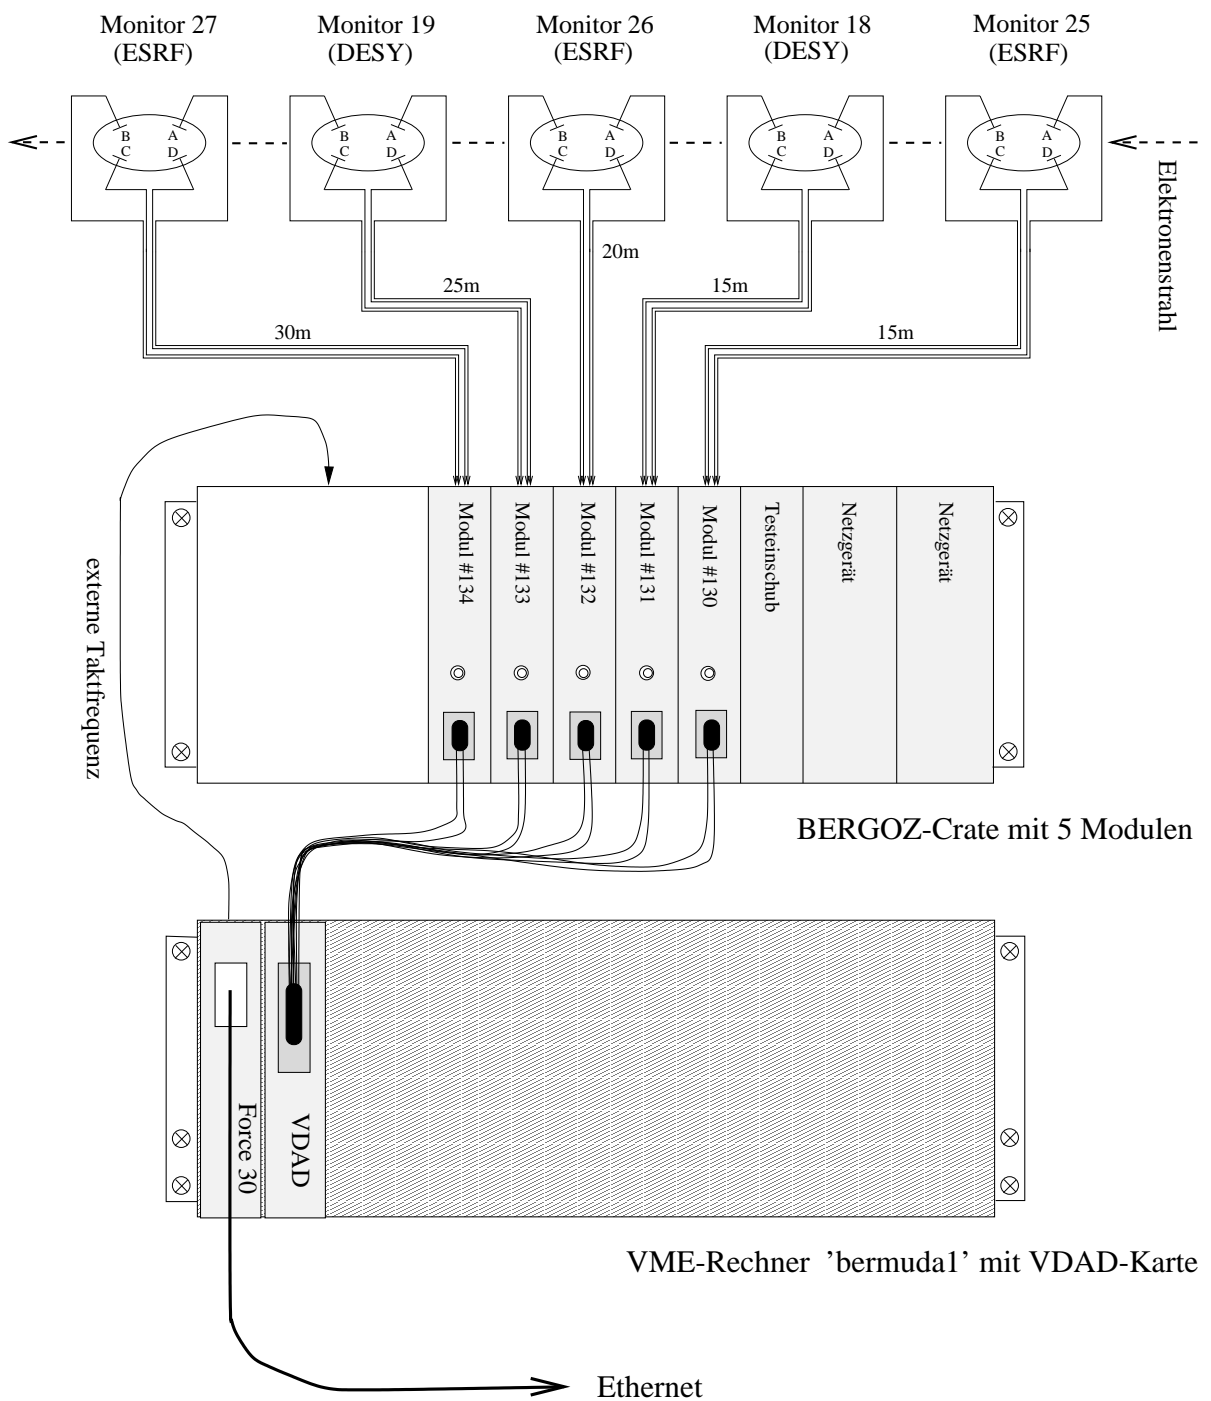 Monitor 27
(ESRF)
Monitor 19
(DESY)
Monitor 26
(ESRF)
Monitor 18
(DESY)
Monitor 25
(ESRF)
B A
C D
B A
C D
B A
C D
B A
C D
B A
C D
Elektronenstrahl
20m
25m
15m
30m
15m
externe Taktfrequenz
Modul #134
Modul #133
Modul #132
Modul #131
Modul #130
Testeinschub
Netzgerät
Netzgerät
BERGOZ-Crate mit 5 Modulen
Force 30
VDAD
VME-Rechner 'bermuda1' mit VDAD-Karte
Ethernet